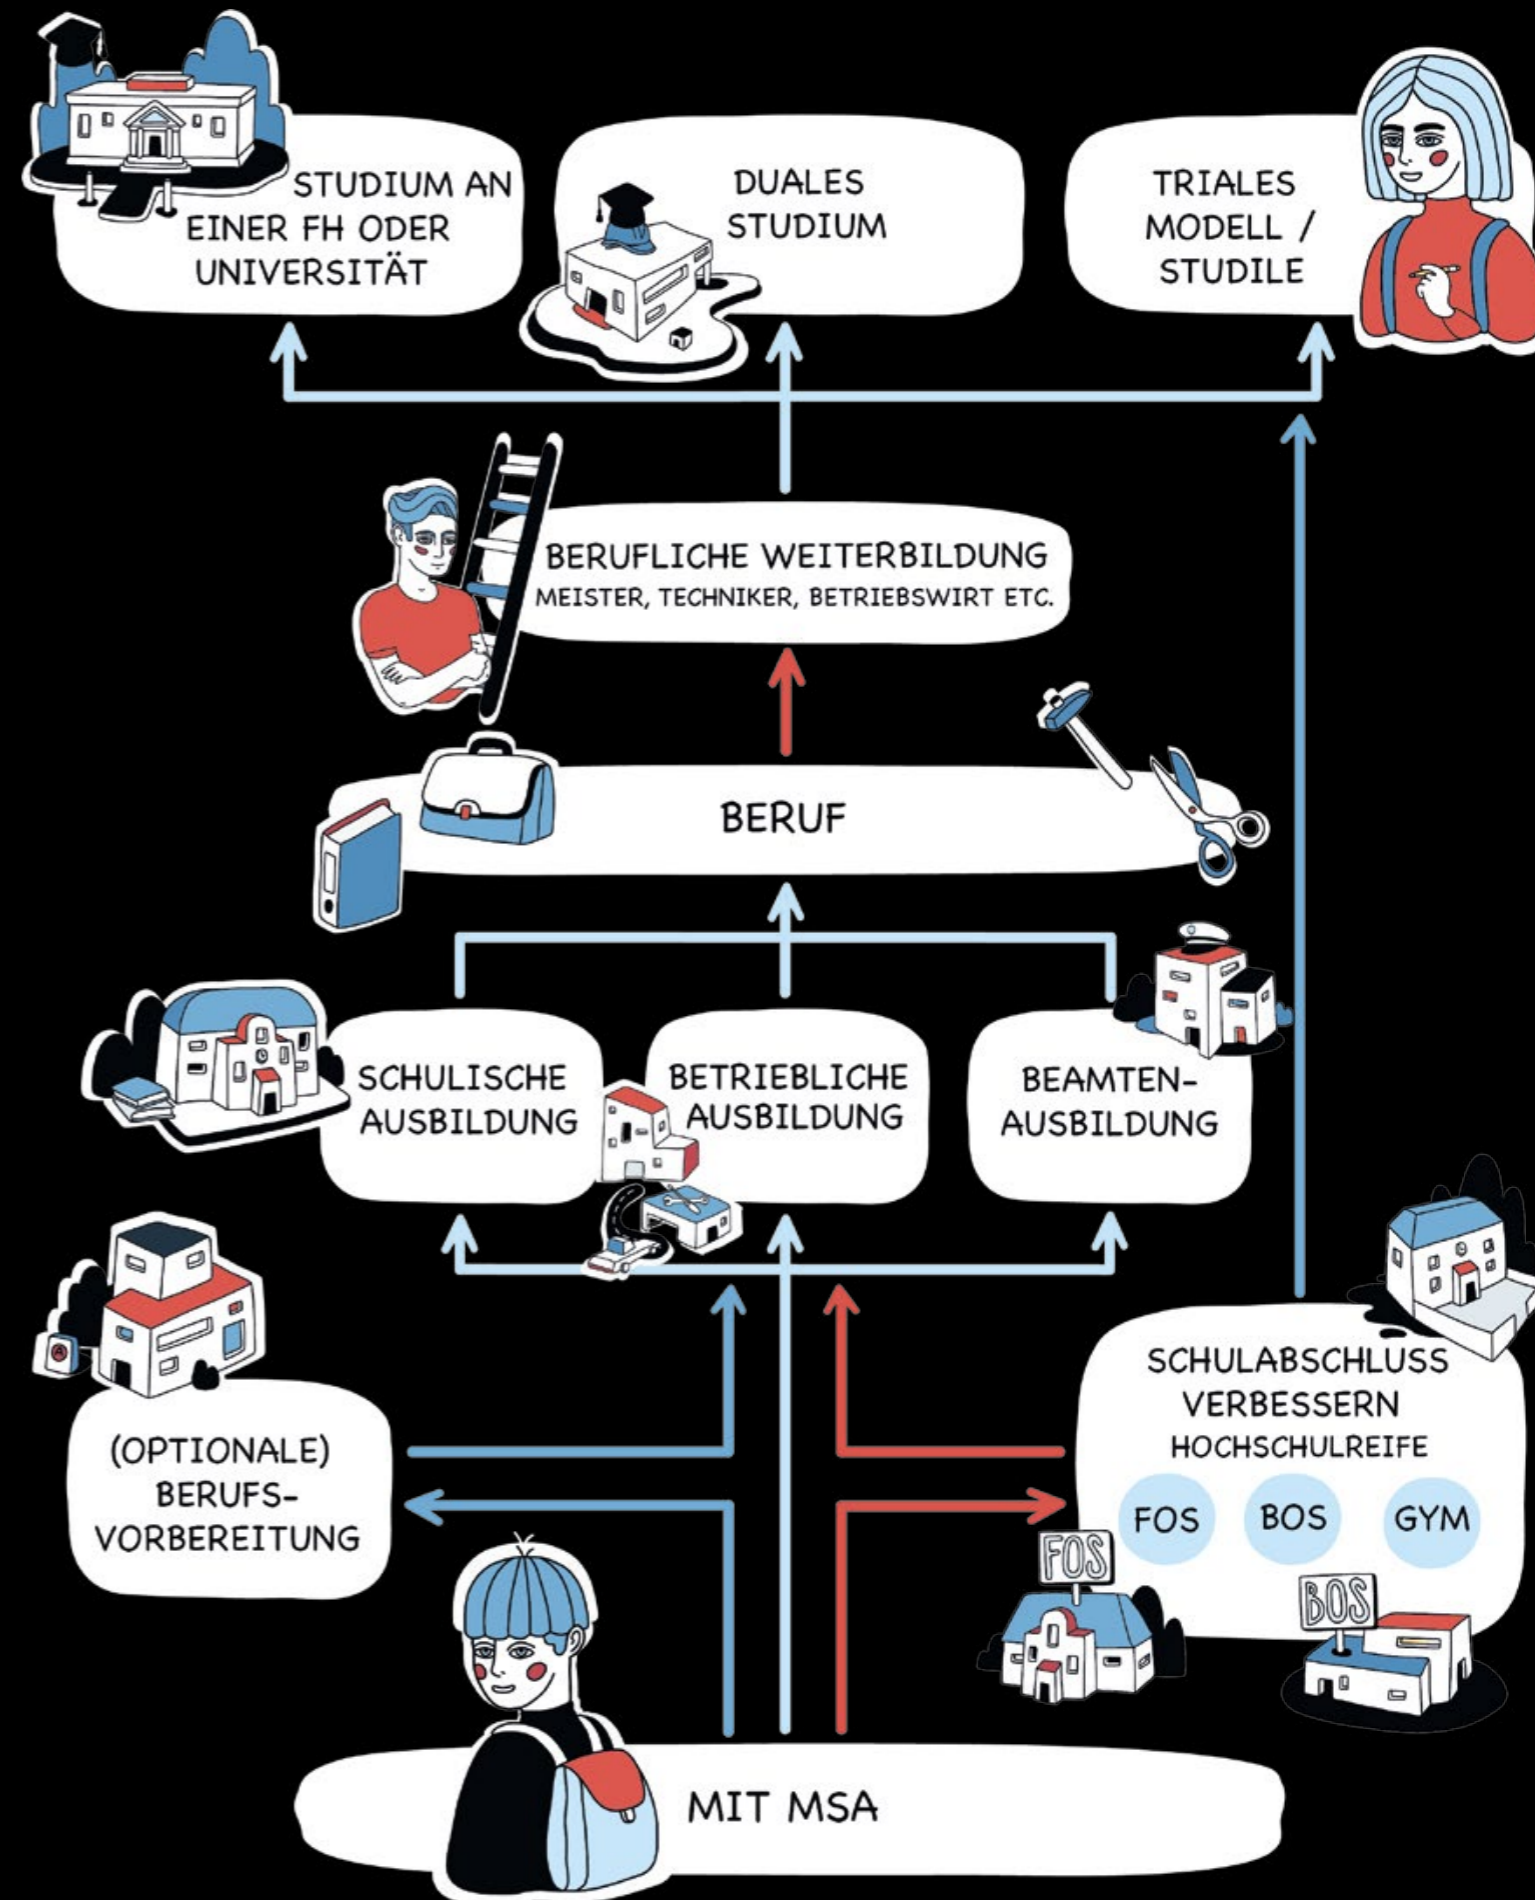 STUDIUM AN
EINER FH ODER
UNIVERSITÄT
DUALES
STUDIUM
TRIALES
MODELL /
STUDILE
BERUFLICHE WEITERBILDUNG
MEISTER, TECHNIKER, BETRIEBSWIRT ETC.
BERUF
SCHULISCHE
AUSBILDUNG
BETRIEBLICHE
AUSBILDUNG
BEAMTEN-
AUSBILDUNG
(OPTIONALE)
BERUFS-
VORBEREITUNG
A
SCHULABSCHLUSS
VERBESSERN
HOCHSCHULREIFE
FOS
BOS
GYM
FOS
BOS
MIT MSA